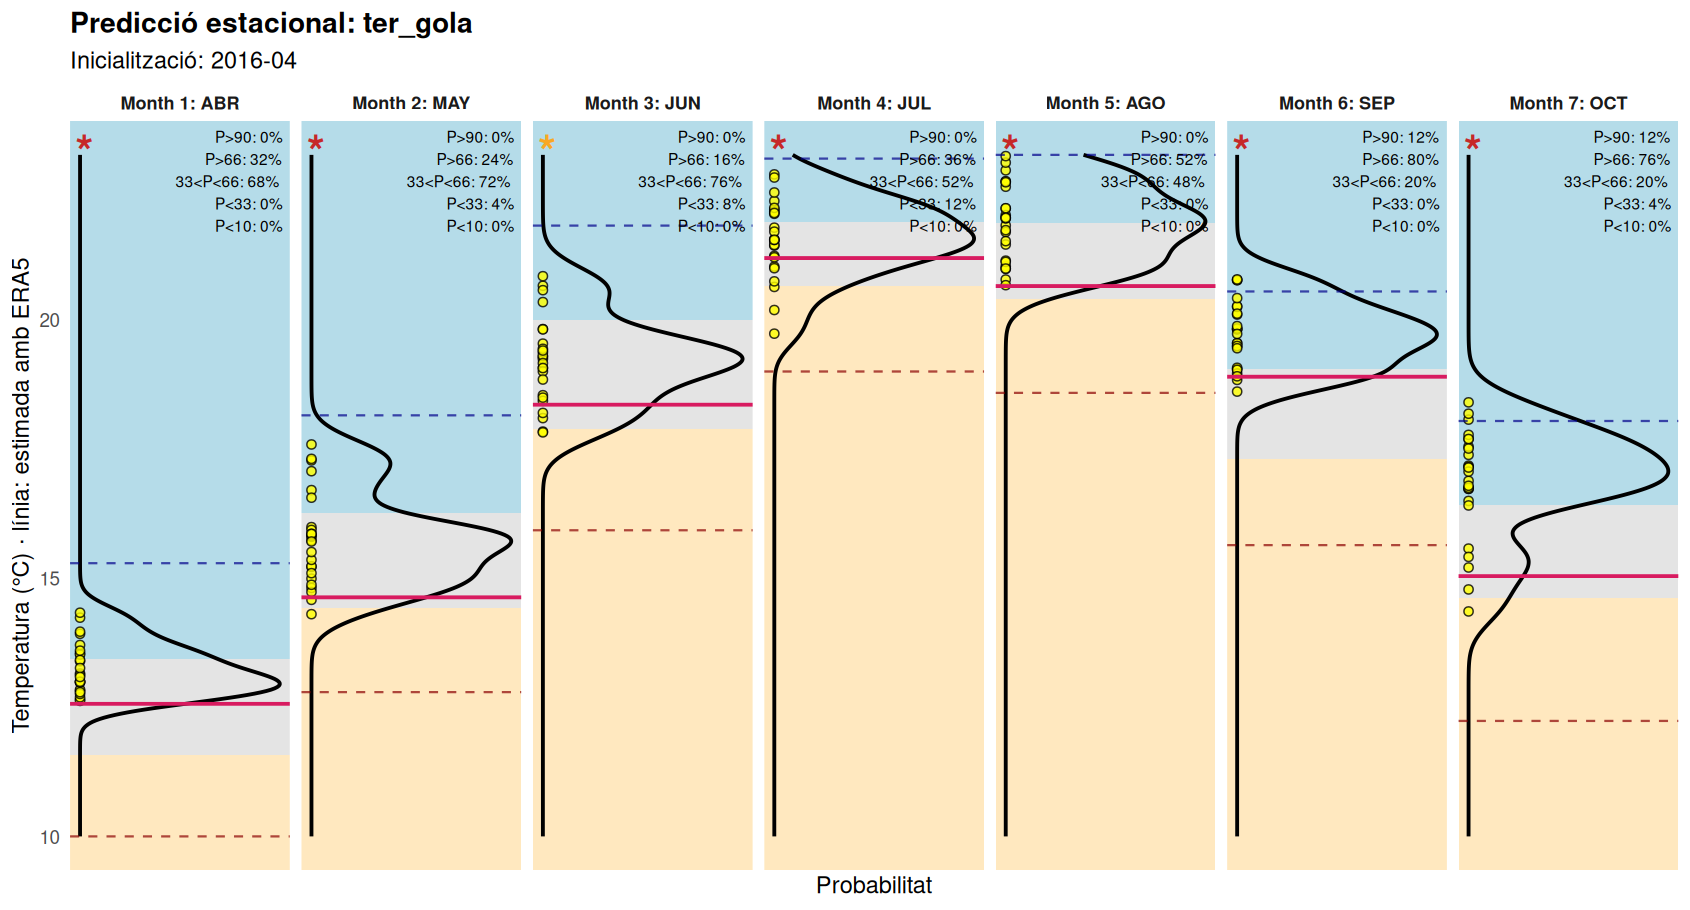 Predicció estacional: ter_gola
Inicialització: 2016-04
Month 1: ABR
Month 2: MAY
Month 3: JUN
Month 4: JUL
Month 5: AGO
Month 6: SEP
Month 7: OCT
*
P>90: 0%
P>66: 32%
33<P<66: 68%
P<33: 0%
P<10: 0%
*
P>90: 0%
P>66: 24%
33<P<66: 72%
P<33: 4%
P<10: 0%
*
P>90: 0%
P>66: 16%
33<P<66: 76%
P<33: 8%
P<10: 0%
*
P>90: 0%
P>66: 36%
33<P<66: 52%
P<33: 12%
P<10: 0%
*
P>90: 0%
P>66: 52%
33<P<66: 48%
P<33: 0%
P<10: 0%
*
P>90: 12%
P>66: 80%
33<P<66: 20%
P<33: 0%
P<10: 0%
*
P>90: 12%
P>66: 76%
33<P<66: 20%
P<33: 4%
P<10: 0%
Temperatura (°C) · línia: estimada amb ERA5
20
15
10
Probabilitat